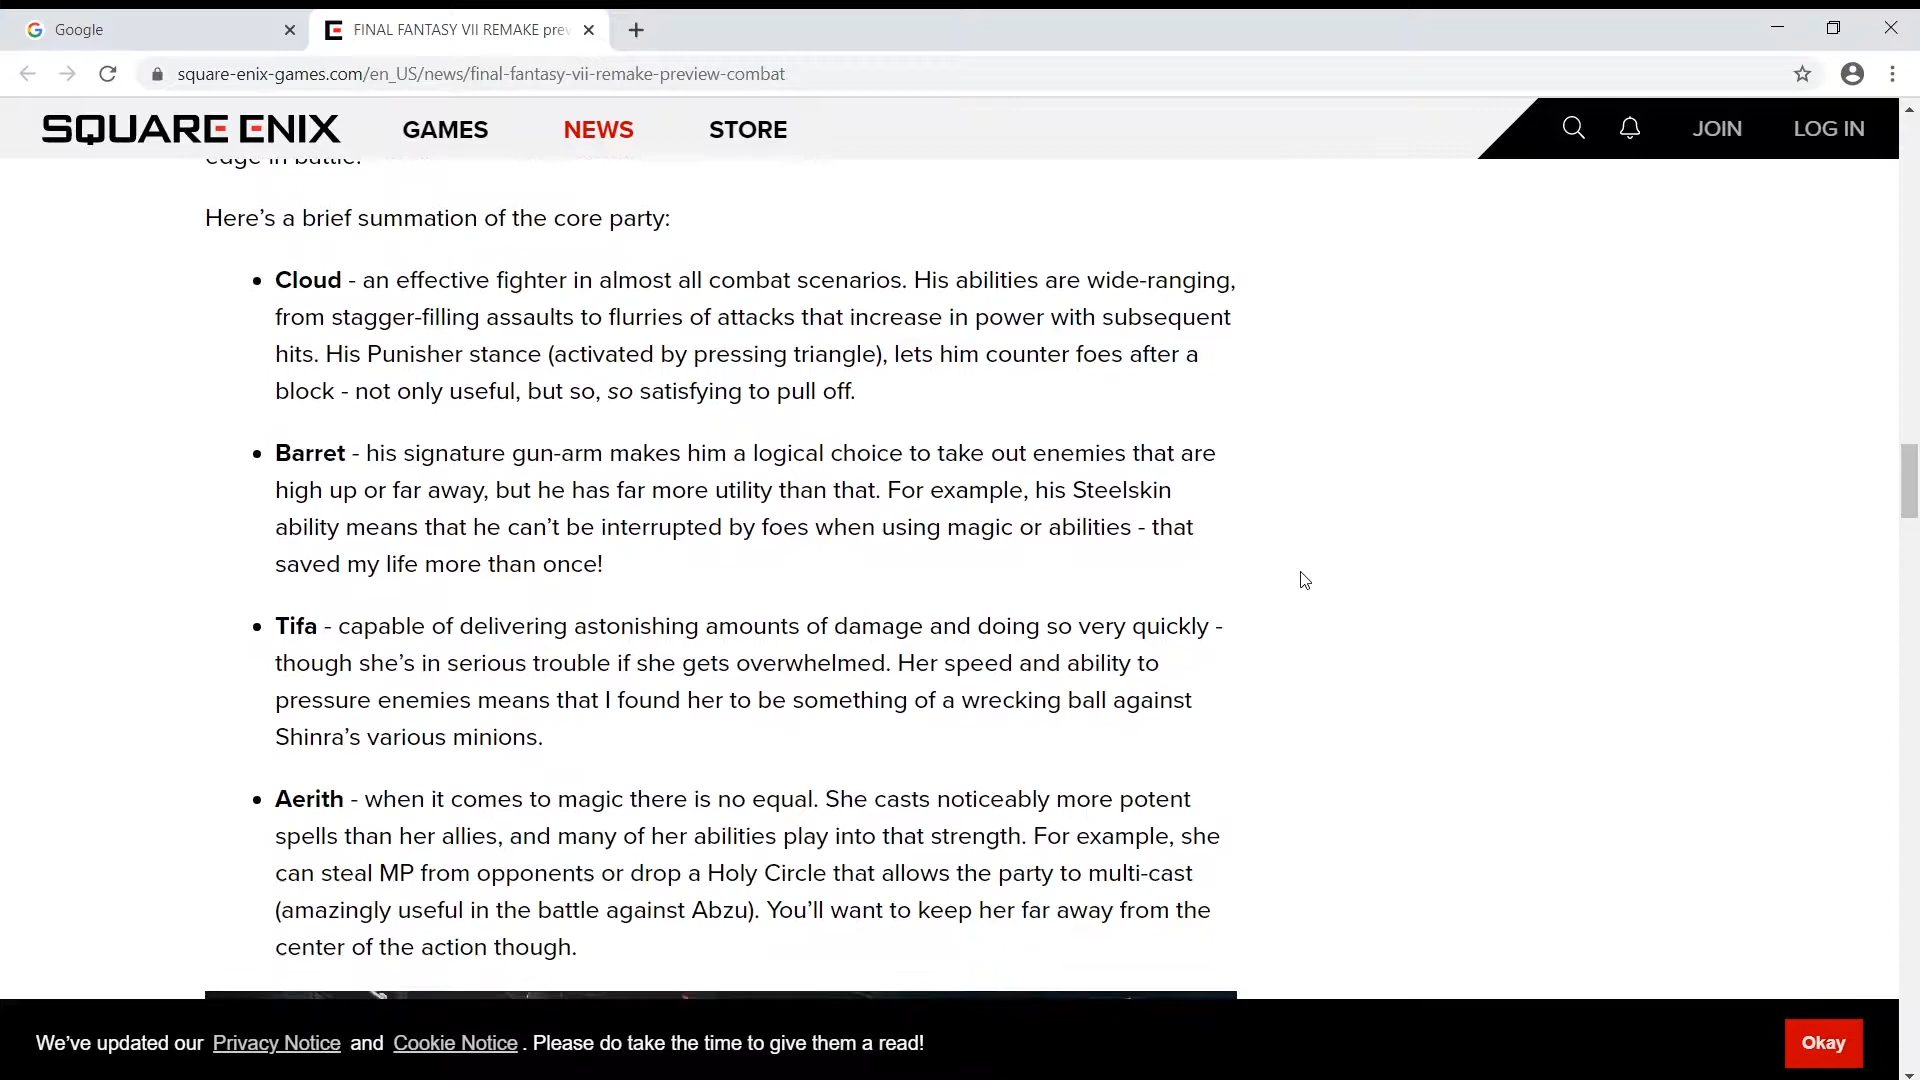 Google
FINAL FANTASY VII REMAKE prev
square-enix-games.com/en_US/news/final-fantasy-vii-remake-preview-combat
SQUARE ENIX GAMES NEWS STORE JOIN LOG IN
edge in battle.
Here’s a brief summation of the core party:
• Cloud - an effective fighter in almost all combat scenarios. His abilities are wide-ranging,
from stagger-filling assaults to flurries of attacks that increase in power with subsequent
hits. His Punisher stance (activated by pressing triangle), lets him counter foes after a
block - not only useful, but so, so satisfying to pull off.
• Barret - his signature gun-arm makes him a logical choice to take out enemies that are
high up or far away, but he has far more utility than that. For example, his Steelskin
ability means that he can’t be interrupted by foes when using magic or abilities - that
saved my life more than once!
• Tifa - capable of delivering astonishing amounts of damage and doing so very quickly -
though she’s in serious trouble if she gets overwhelmed. Her speed and ability to
pressure enemies means that I found her to be something of a wrecking ball against
Shinra’s various minions.
• Aerith - when it comes to magic there is no equal. She casts noticeably more potent
spells than her allies, and many of her abilities play into that strength. For example, she
can steal MP from opponents or drop a Holy Circle that allows the party to multi-cast
(amazingly useful in the battle against Abzu). You’ll want to keep her far away from the
center of the action though.
We’ve updated our Privacy Notice and Cookie Notice . Please do take the time to give them a read!
Okay